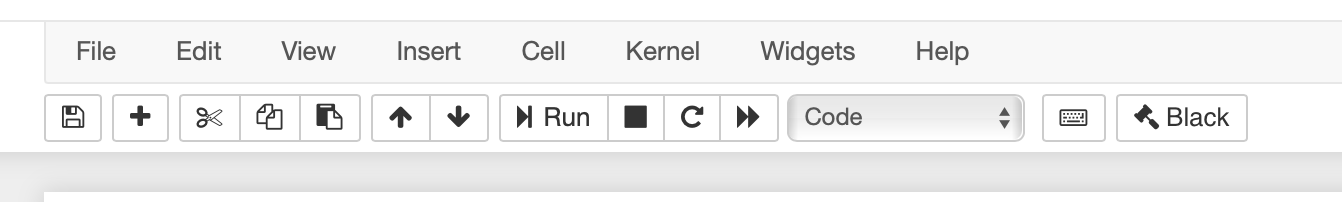 File Edit View Insert Cell Kernel Widgets Help
Run Code Black